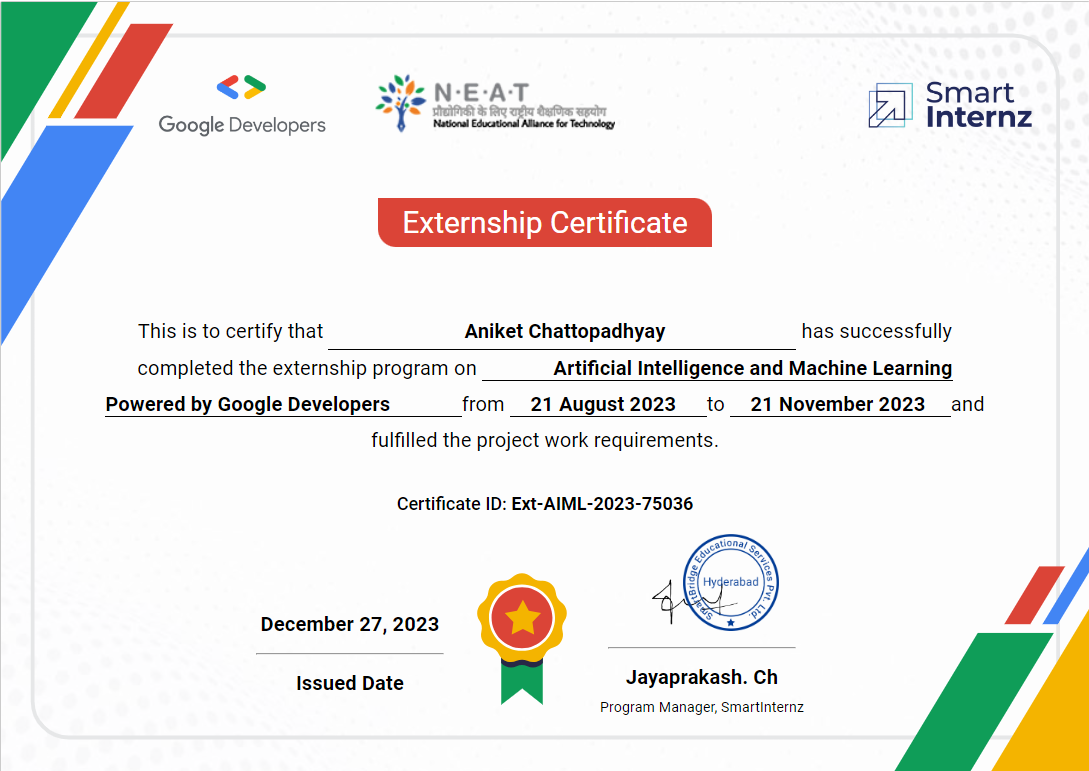 Google Developers
N·E·A·T
प्रौद्योगिकी के लिए राष्ट्रीय शैक्षणिक सहयोग
National Educational Alliance for Technology
Smart
Internz
Externship Certificate
This is to certify that Aniket Chattopadhyay has successfully
completed the externship program on Artificial Intelligence and Machine Learning
Powered by Google Developers from 21 August 2023 to 21 November 2023 and
fulfilled the project work requirements.
Certificate ID: Ext-AIML-2023-75036
SmartBridge Educational Services Pvt. Ltd.
Hyderabad
December 27, 2023
Issued Date
Jayaprakash. Ch
Program Manager, SmartInternz